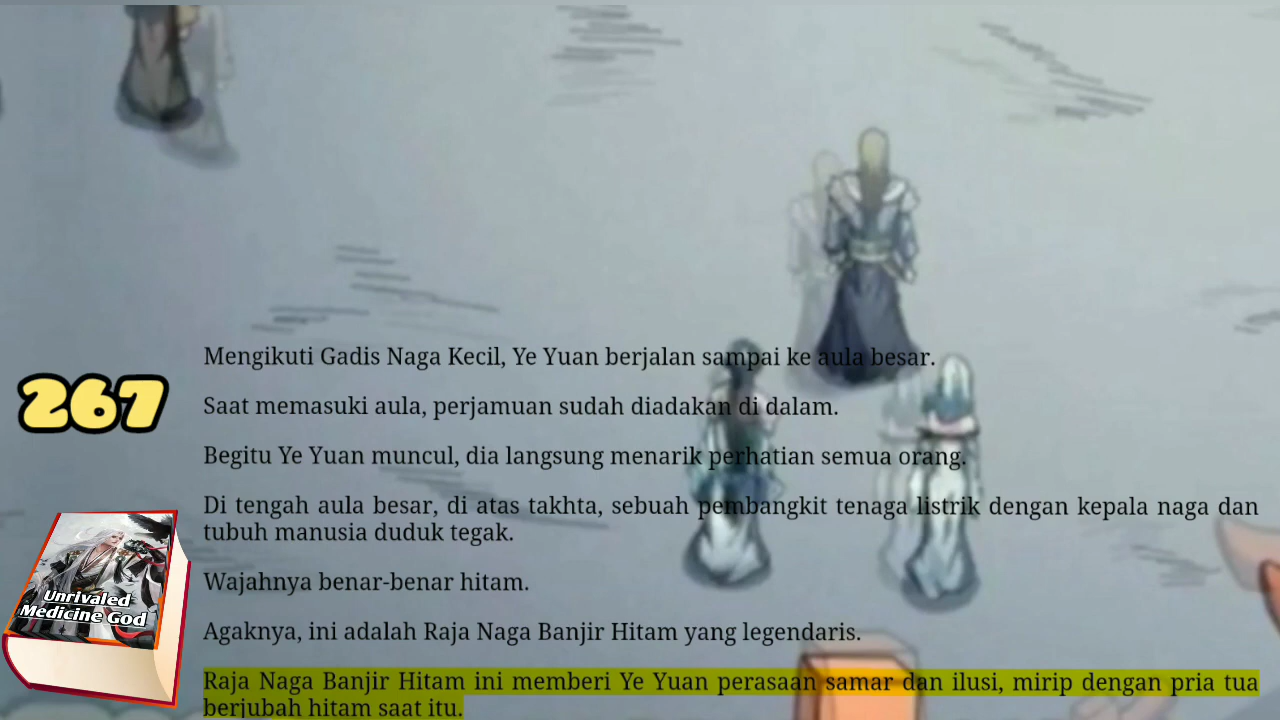 Mengikuti Gadis Naga Kecil, Ye Yuan berjalan sampai ke aula besar.
Saat memasuki aula, perjamuan sudah diadakan di dalam.
267
Begitu Ye Yuan muncul, dia langsung menarik perhatian semua orang.
Di tengah aula besar, di atas takhta, sebuah pembangkit tenaga listrik dengan kepala naga dan
tubuh manusia duduk tegak.
Wajahnya benar-benar hitam.
Unrivaled
Medicine God
Agaknya, ini adalah Raja Naga Banjir Hitam yang legendaris.
Raja Naga Banjir Hitam ini memberi Ye Yuan perasaan samar dan ilusi, mirip dengan pria tua
berjubah hitam saat itu.